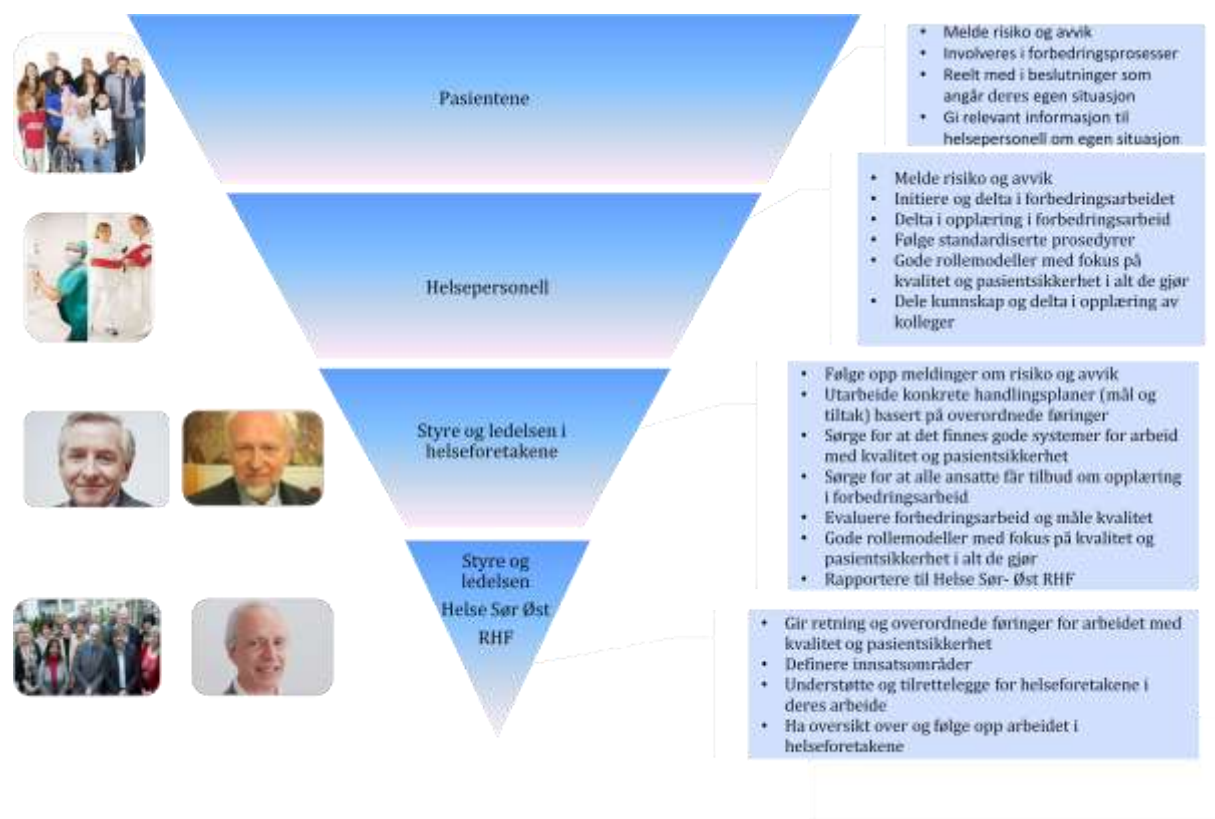 Pasientene
• Melde risiko og avvik
• Involveres i forbedringsprosesser
• Reelt med i beslutninger som
angår deres egen situasjon
• Gi relevant informasjon til
helsepersonell om egen situasjon
Helsepersonell
• Melde risiko og avvik
• Initiere og delta i forbedringsarbeidet
• Delta i opplæring i forbedringsarbeid
• Følge standardiserte prosedyrer
• Gode rollemodeller med fokus på
kvalitet og pasientsikkerhet i alt de gjør
• Dele kunnskap og delta i opplæring av
kolleger
Styre og ledelsen i
helseforetakene
• Følge opp meldinger om risiko og avvik
• Utarbeide konkrete handlingsplaner (mål og
tiltak) basert på overordnede føringer
• Sørge for at det finnes gode systemer for arbeid
med kvalitet og pasientsikkerhet
• Sørge for at alle ansatte får tilbud om opplæring
i forbedringsarbeid
• Evaluere forbedringsarbeid og måle kvalitet
• Gode rollemodeller med fokus på kvalitet og
pasientsikkerhet i alt de gjør
• Rapportere til Helse Sør- Øst RHF
Styre og
ledelsen
Helse Sør Øst
RHF
• Gir retning og overordnede føringer for arbeidet med
kvalitet og pasientsikkerhet
• Definere innsatsområder
• Understøtte og tilrettelegge for helseforetakene i
deres arbeide
• Ha oversikt over og følge opp arbeidet i
helseforetakene